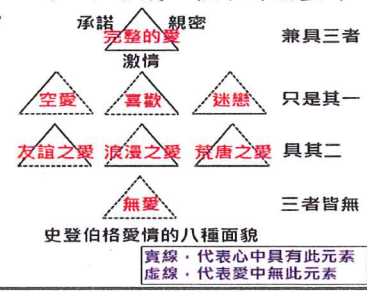 承諾 親密
完整的愛 兼具三者
激情
空愛 喜歡 迷戀 只是其一
友誼之愛 浪漫之愛 荒唐之愛 具其二
無愛 三者皆無
史登伯格愛情的八種面貌
實線，代表心中具有此元素
虛線，代表愛中無此元素